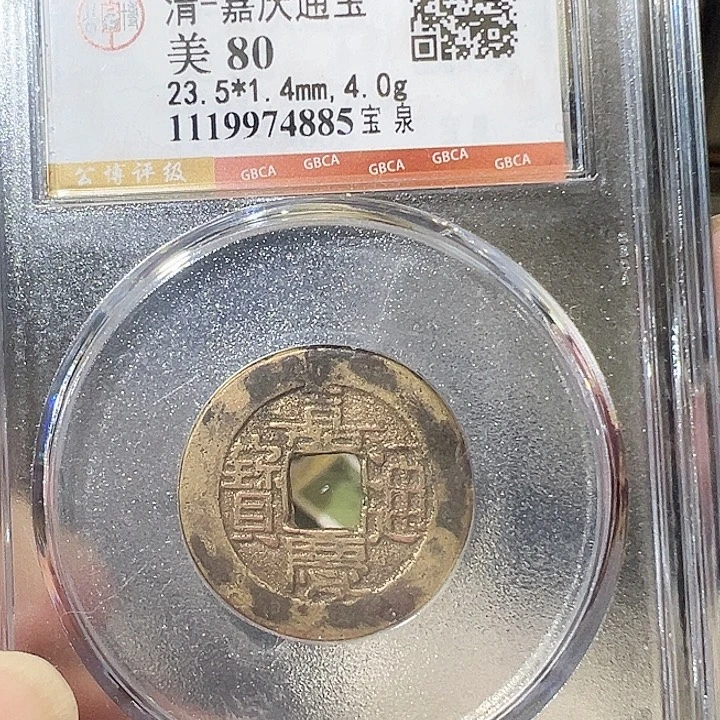 清-嘉庆通宝
美 80
23.5*1.4mm, 4.0g
1119974885 宝 泉
公博评级 GBCA GBCA GBCA GBCA GBCA
嘉慶通寶